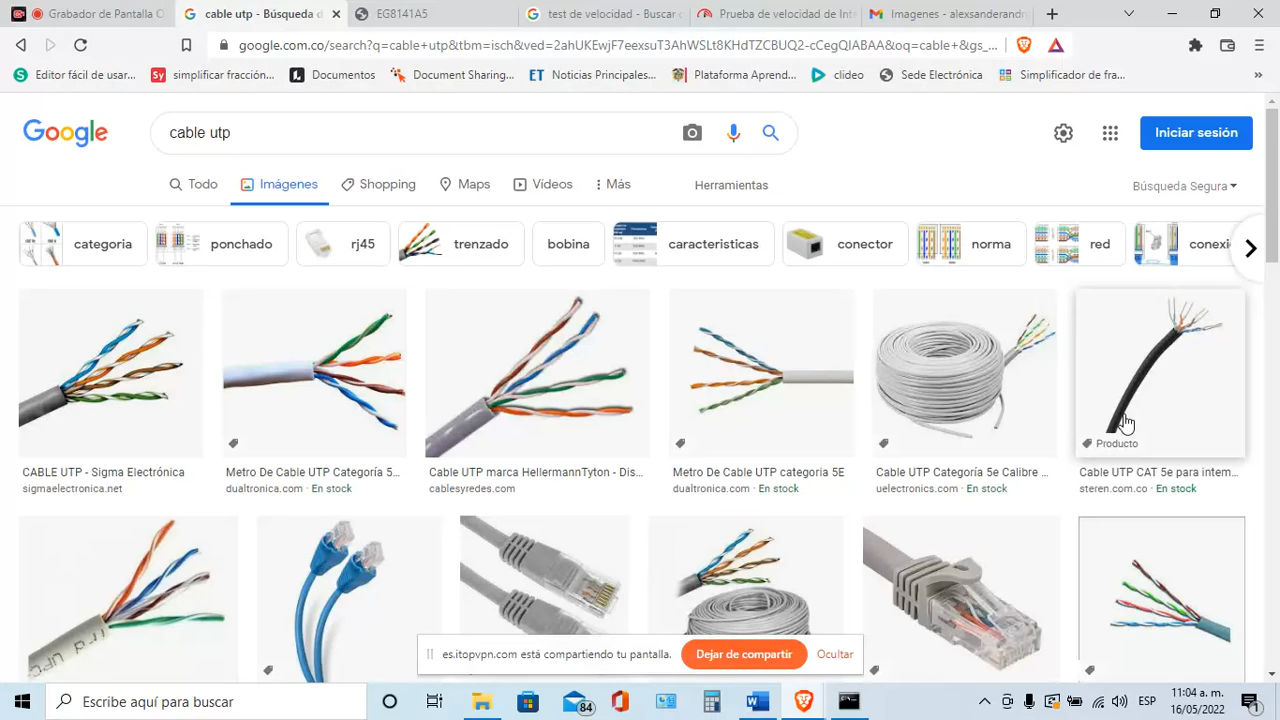 Grabador de Pantalla C
cable utp - Búsqueda d
EG8141A5
test de velocidad - Buscar c
Prueba de velocidad de Int
Imagenes - alexsanderandr
google.com.co/search?q=cable+utp&tbm=isch&ved=2ahUKEwjF7eexsuT3AhWSLt8KHdTZCBUQ2-cCegQIABAA&oq=cable+&gs_...
Editor fácil de usar...
simplificar fracción...
Documentos
Document Sharing...
Noticias Principales...
Plataforma Aprend...
clideo
Sede Electrónica
Simplificador de fra...
Google
cable utp
Iniciar sesión
Todo
Imágenes
Shopping
Maps
Vídeos
Más
Herramientas
Búsqueda Segura
categoria
ponchado
rj45
trenzado
bobina
caracteristicas
conector
norma
red
conexi
Producto
CABLE UTP - Sigma Electrónica
sigmaelectronica.net
Metro De Cable UTP Categoría 5...
dualtronica.com · En stock
Cable UTP marca HellermannTyton - Dis...
cablesyredes.com
Metro De Cable UTP categoria 5E
dualtronica.com · En stock
Cable UTP Categoría 5e Calibre ...
uelectronics.com · En stock
Cable UTP CAT 5e para intem...
steren.com.co · En stock
es.itopvpn.com está compartiendo tu pantalla.
Dejar de compartir
Ocultar
Escribe aquí para buscar
84
ESP
11:04 a. m.
16/05/2022
1